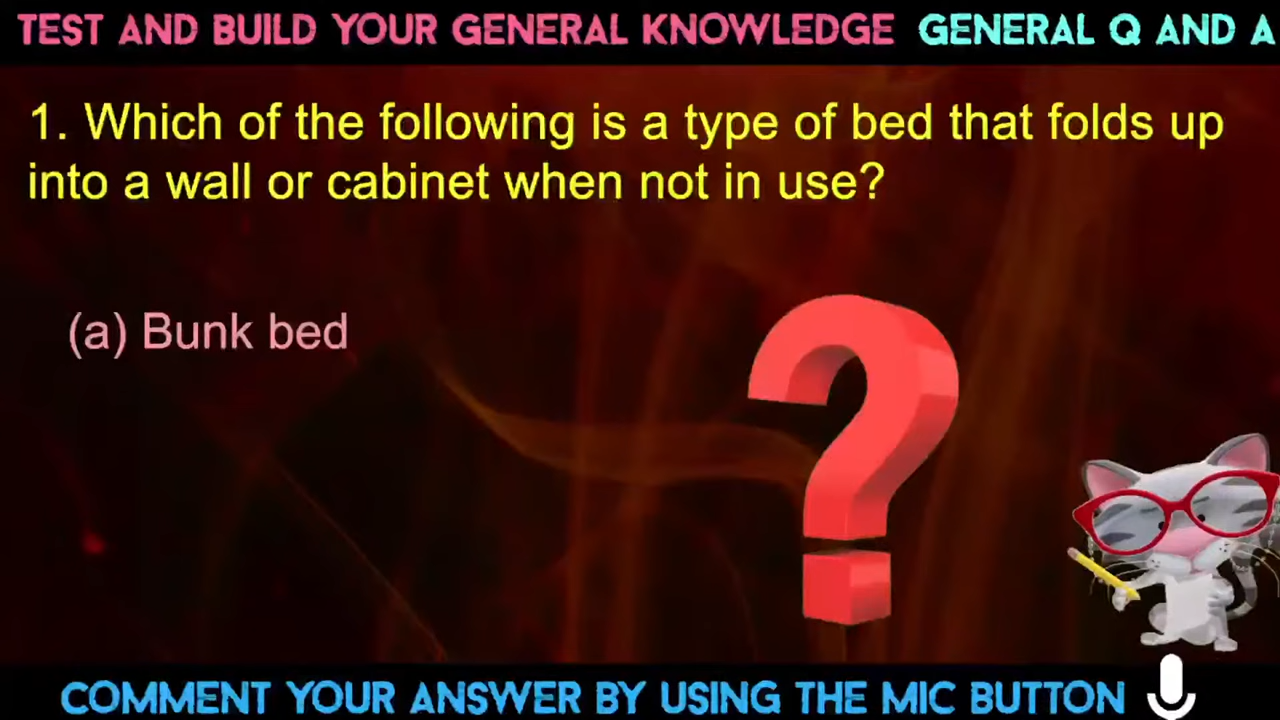 TEST AND BUILD YOUR GENERAL KNOWLEDGE GENERAL Q AND A
1. Which of the following is a type of bed that folds up
into a wall or cabinet when not in use?
(a) Bunk bed
COMMENT YOUR ANSWER BY USING THE MIC BUTTON